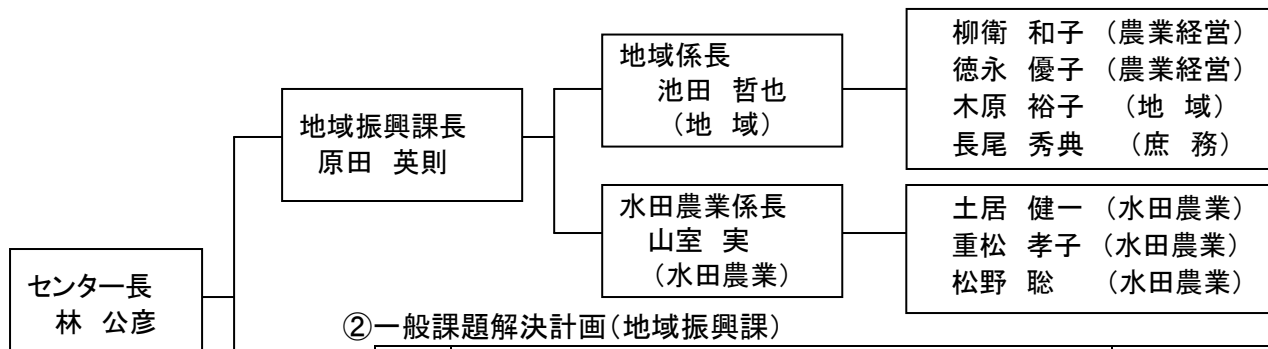 柳衛 和子 (農業経営)
徳永 優子 (農業経営)
木原 裕子 (地 域)
長尾 秀典 (庶 務)
地域係長
池田 哲也
(地 域)
地域振興課長
原田 英則
水田農業係長
山室 実
(水田農業)
土居 健一 (水田農業)
重松 孝子 (水田農業)
松野 聡 (水田農業)
センター長
林 公彦
②一般課題解決計画(地域振興課)